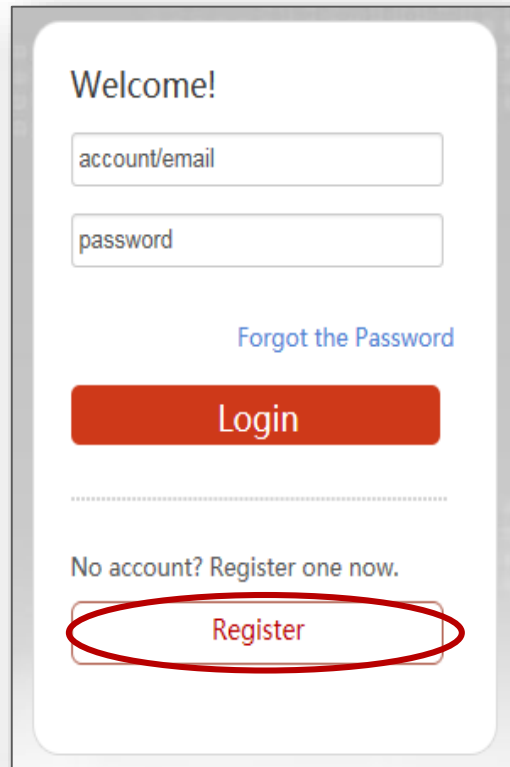 Welcome!
account/email
password
Forgot the Password
Login
No account? Register one now.
Register